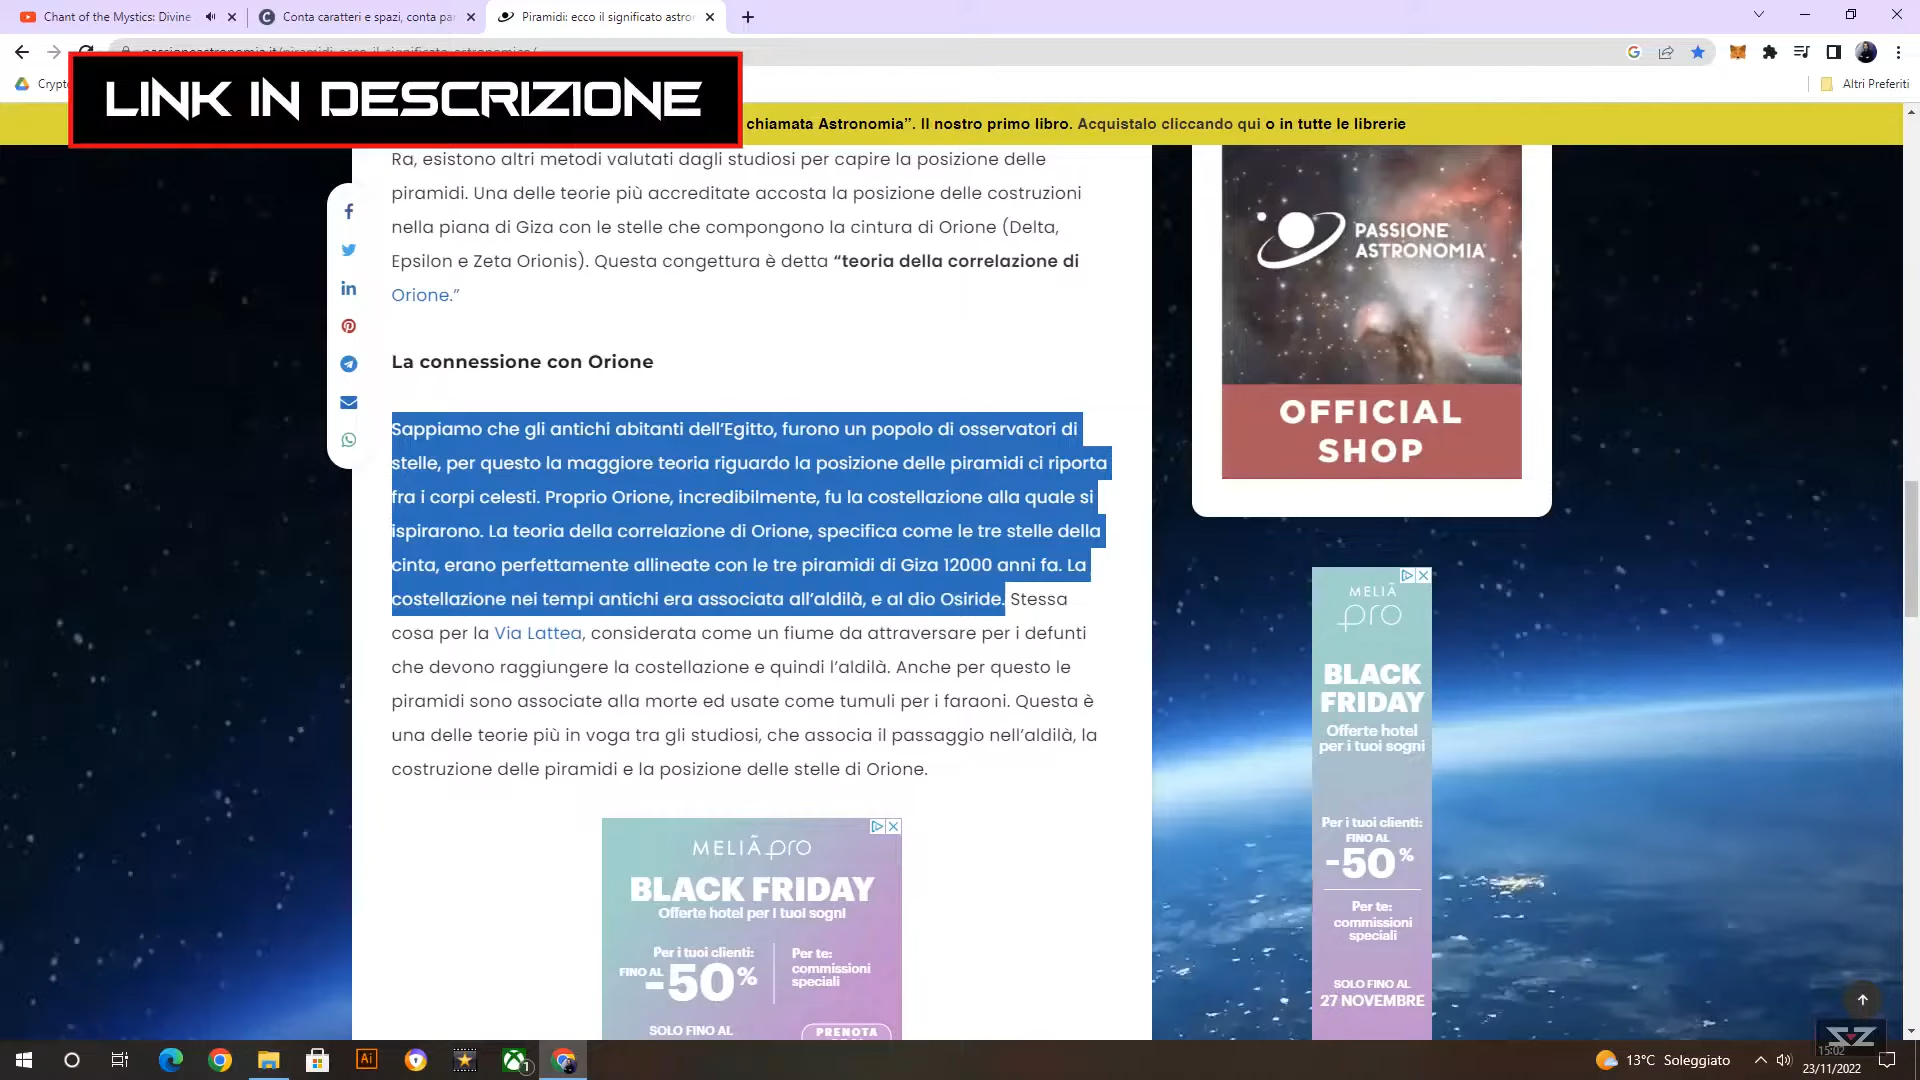 Chant of the Mystics: Divine
Conta caratteri e spazi, conta par
Piramidi: ecco il significato astror
Crypto
Altri Preferiti
LINK IN DESCRIZIONE
chiamata Astronomia”. Il nostro primo libro. Acquistalo cliccando qui o in tutte le librerie
Ra, esistono altri metodi valutati dagli studiosi per capire la posizione delle
piramidi. Una delle teorie più accreditate accosta la posizione delle costruzioni
nella piana di Giza con le stelle che compongono la cintura di Orione (Delta,
Epsilon e Zeta Orionis). Questa congettura è detta “teoria della correlazione di
Orione.”
La connessione con Orione
Sappiamo che gli antichi abitanti dell’Egitto, furono un popolo di osservatori di
stelle, per questo la maggiore teoria riguardo la posizione delle piramidi ci riporta
fra i corpi celesti. Proprio Orione, incredibilmente, fu la costellazione alla quale si
ispirarono. La teoria della correlazione di Orione, specifica come le tre stelle della
cinta, erano perfettamente allineate con le tre piramidi di Giza 12000 anni fa. La
costellazione nei tempi antichi era associata all’aldilà, e al dio Osiride. Stessa
cosa per la Via Lattea, considerata come un fiume da attraversare per i defunti
che devono raggiungere la costellazione e quindi l’aldilà. Anche per questo le
piramidi sono associate alla morte ed usate come tumuli per i faraoni. Questa è
una delle teorie più in voga tra gli studiosi, che associa il passaggio nell’aldilà, la
costruzione delle piramidi e la posizione delle stelle di Orione.
PASSIONE
ASTRONOMIA
OFFICIAL
SHOP
MELIÃ
pro
BLACK
FRIDAY
Offerte hotel
per i tuoi sogni
Per i tuoi clienti:
FINO AL
-50%
Per te:
commissioni
speciali
SOLO FINO AL
27 NOVEMBRE
MELIÃ pro
BLACK FRIDAY
Offerte hotel per i tuoi sogni
Per i tuoi clienti:
FINO AL -50%
Per te:
commissioni
speciali
SOLO FINO AL
PRENOTA
Ai
1
13°C Soleggiato
15:02
23/11/2022